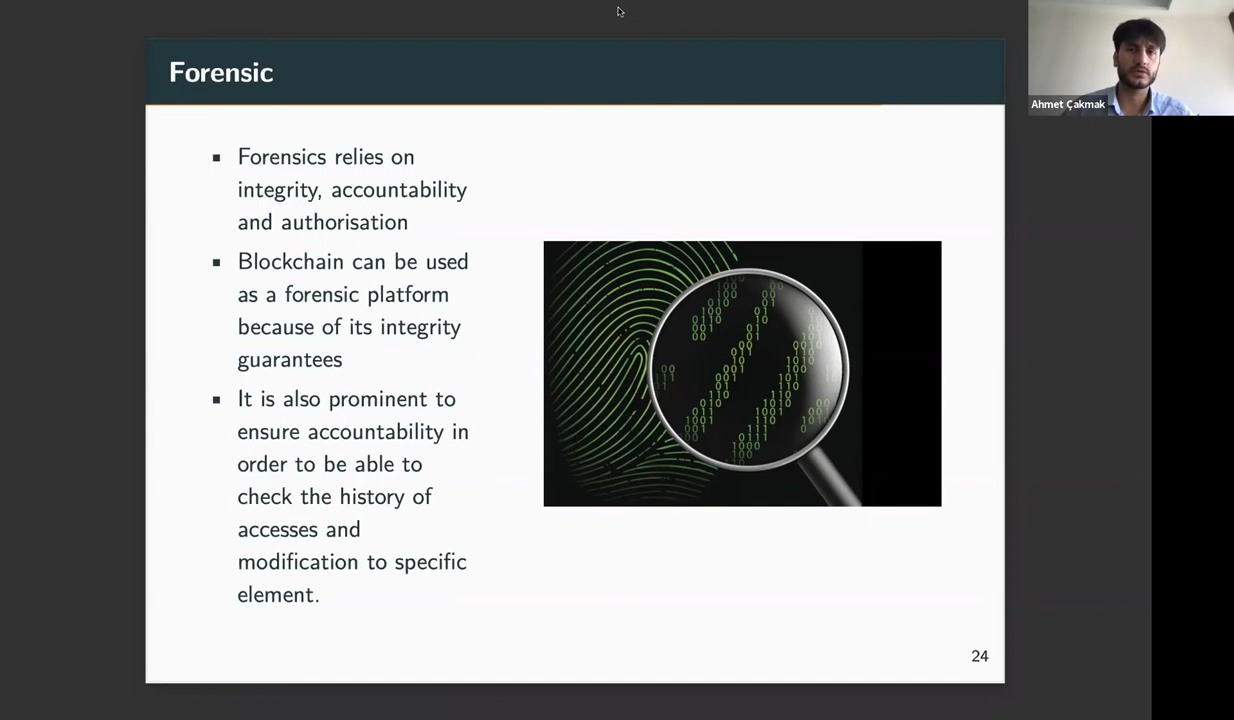 Forensic
Ahmet Çakmak
▪ Forensics relies on
integrity, accountability
and authorisation
▪ Blockchain can be used
as a forensic platform
because of its integrity
guarantees
▪ It is also prominent to
ensure accountability in
order to be able to
check the history of
accesses and
modification to specific
element.
24